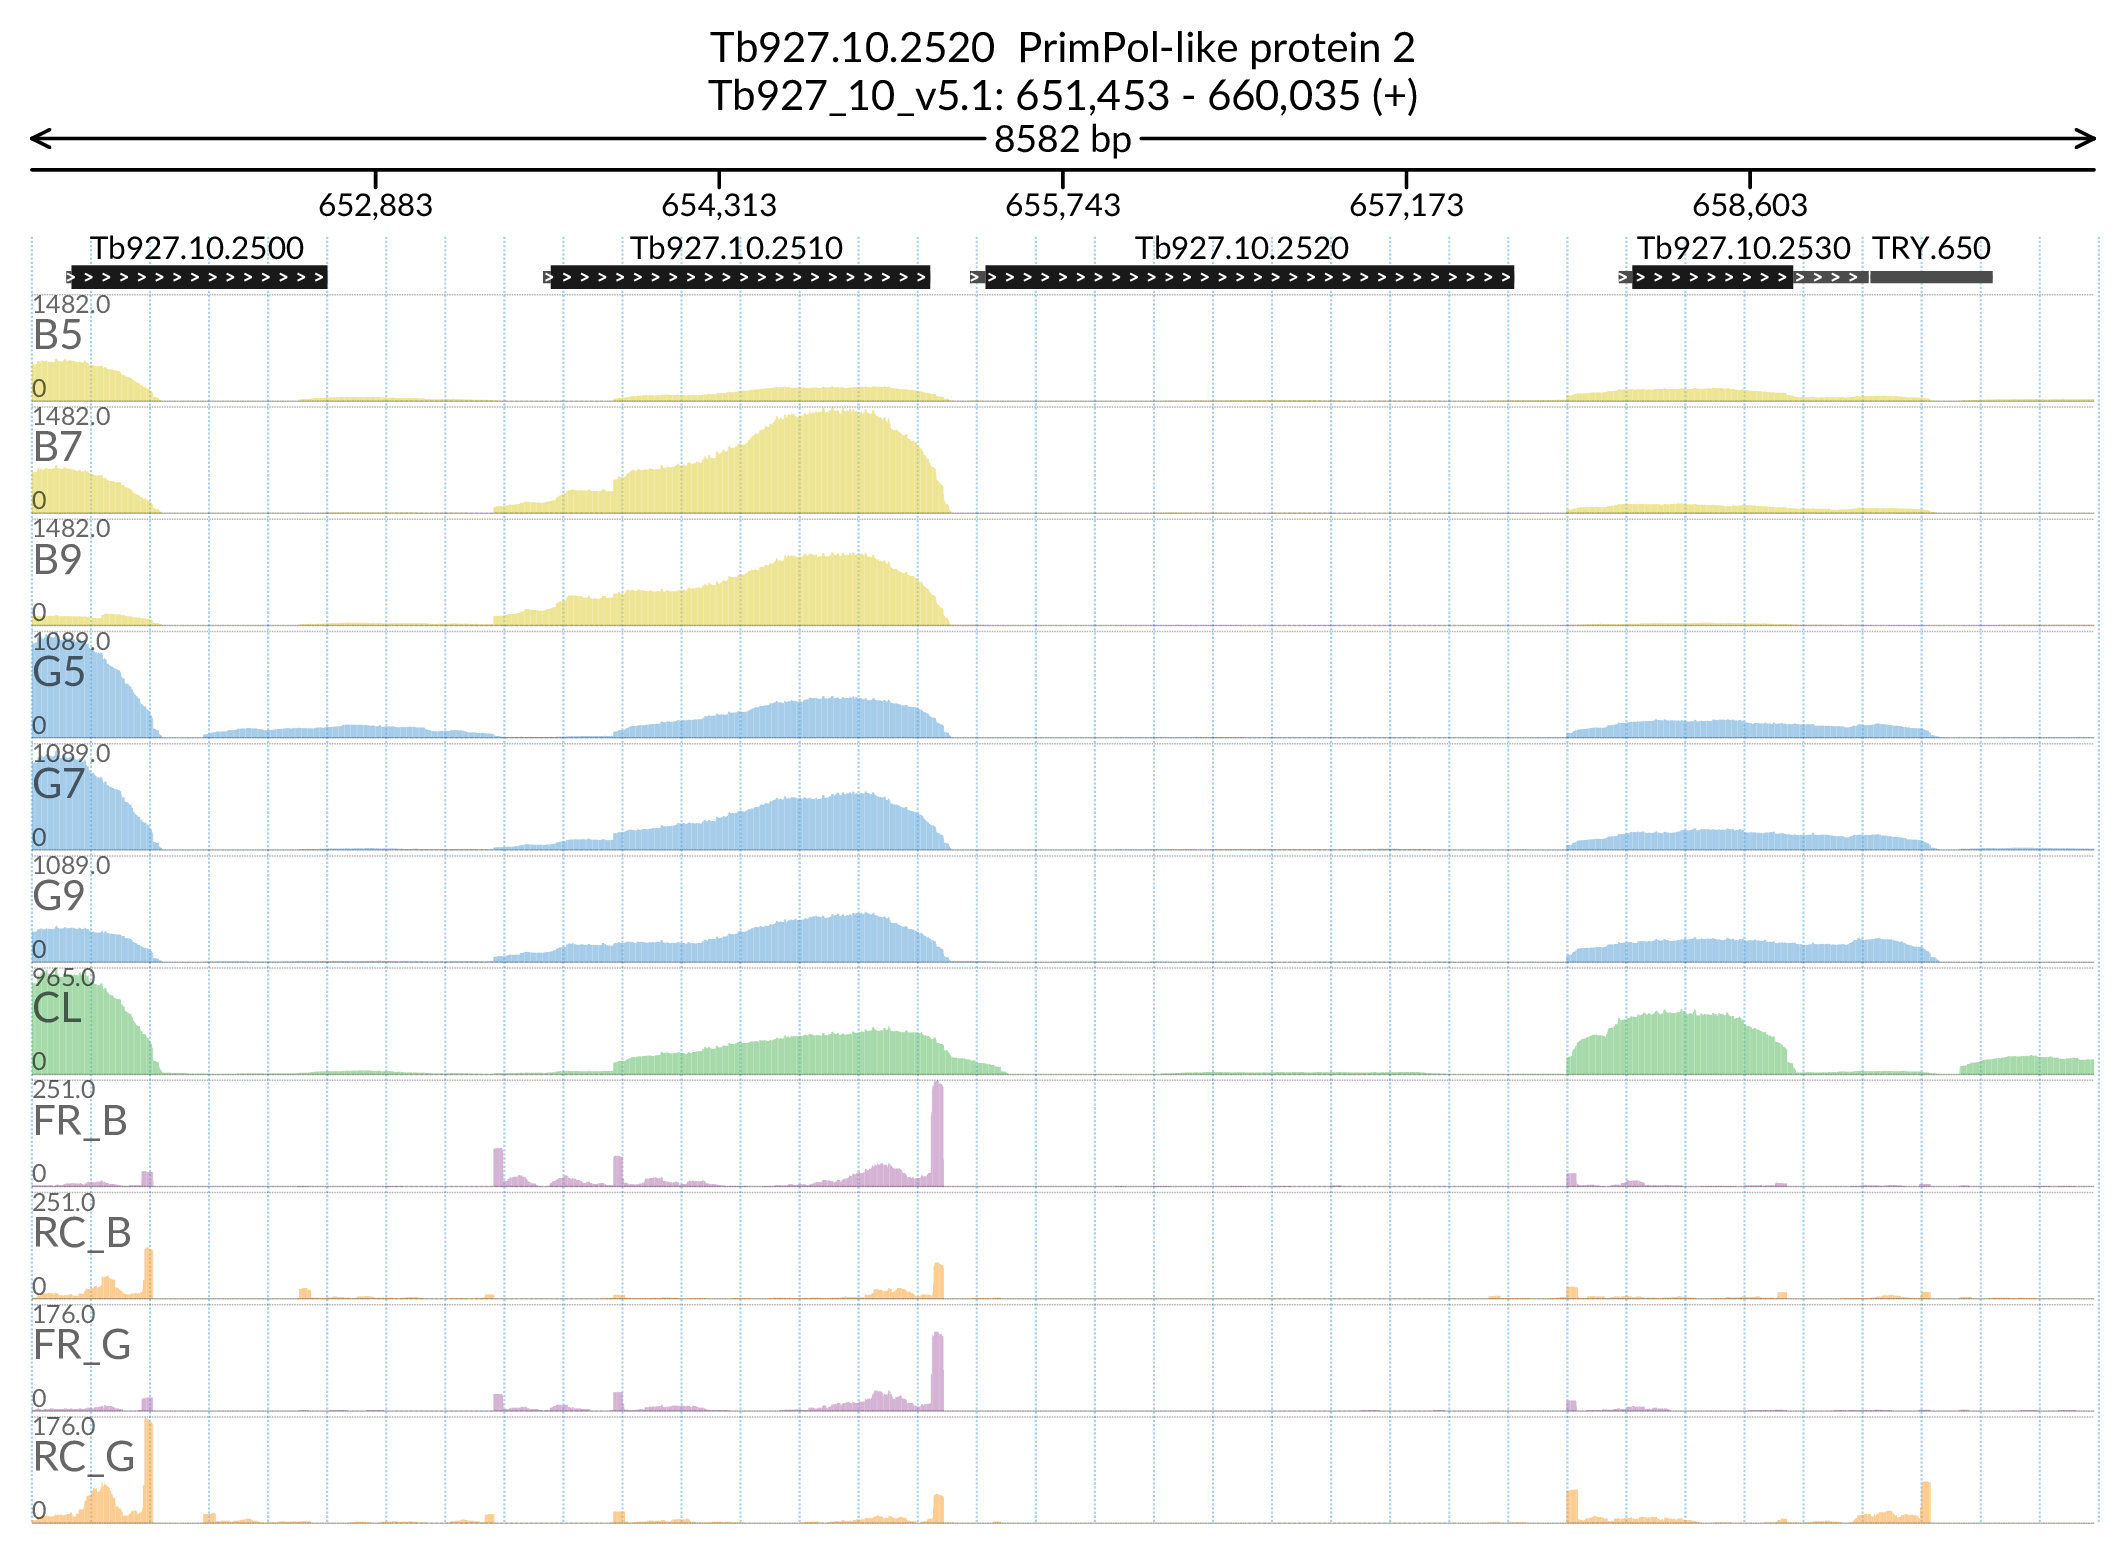 Tb927.10.2520 PrimPol-like protein 2
Tb927_10_v5.1: 651,453 - 660,035 (+)
8582 bp
652,883 654,313 655,743 657,173 658,603
Tb927.10.2500 Tb927.10.2510 Tb927.10.2520 Tb927.10.2530 TRY.650
1482.0
B5
0
1482.0
B7
0
1482.0
B9
0
1089.0
G5
0
1089.0
G7
0
1089.0
G9
0
965.0
CL
0
251.0
FR_B
0
251.0
RC_B
0
176.0
FR_G
0
176.0
RC_G
0